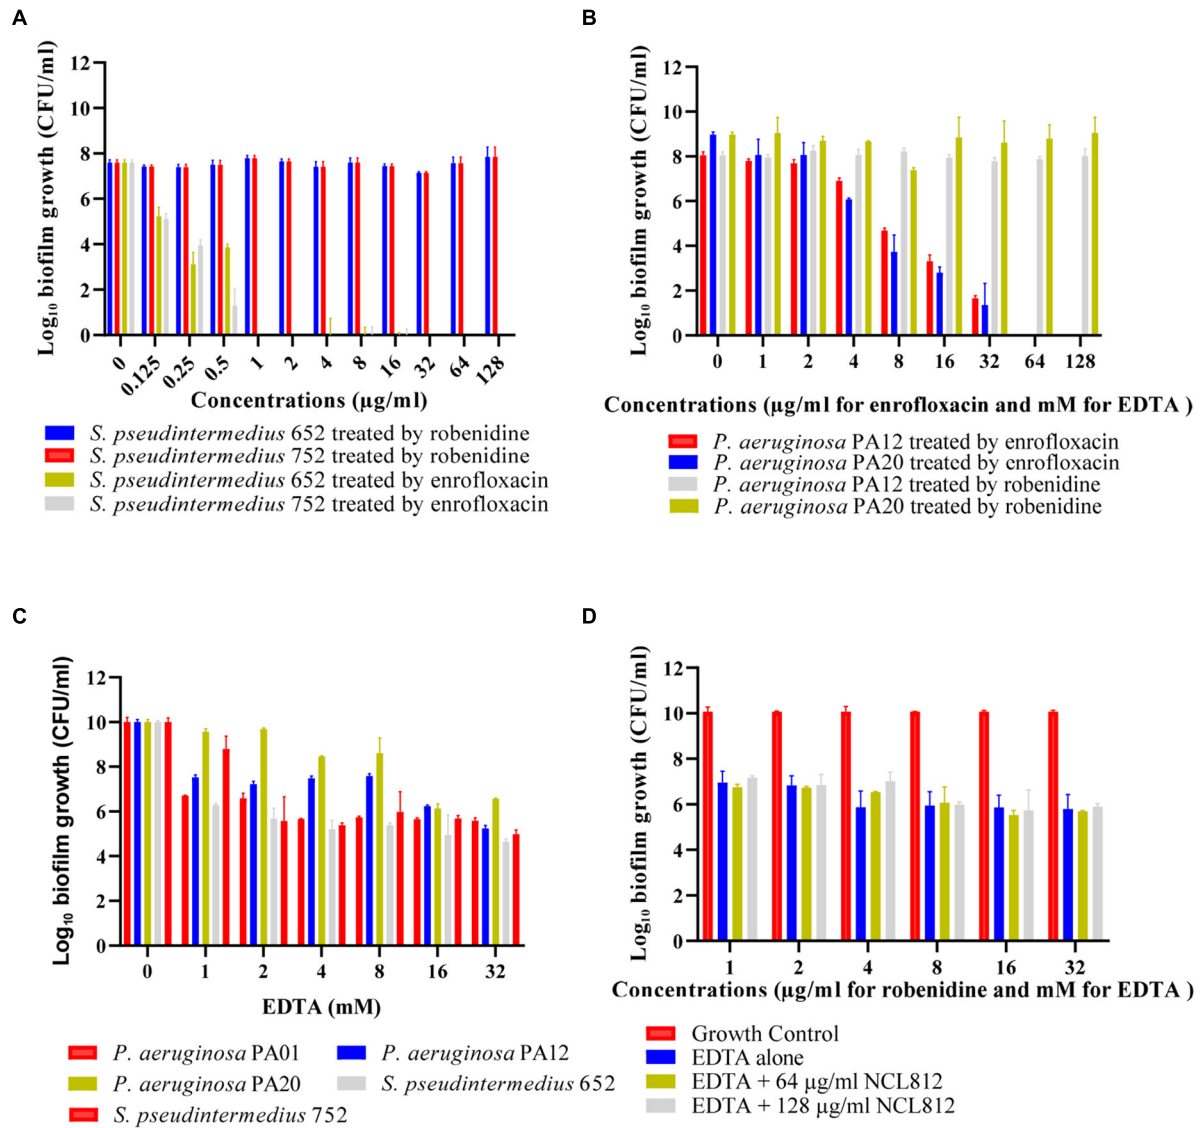 A
Log₁₀ biofilm growth (CFU/ml)
12
10
8
6
4
2
0
0 0.125 0.25 0.5 1 2 4 8 16 32 64 128
Concentrations (µg/ml)
S. pseudintermedius 652 treated by robenidine
S. pseudintermedius 752 treated by robenidine
S. pseudintermedius 652 treated by enrofloxacin
S. pseudintermedius 752 treated by enrofloxacin
B
Log₁₀ biofilm growth (CFU/ml)
12
10
8
6
4
2
0
0 1 2 4 8 16 32 64 128
Concentrations (µg/ml for enrofloxacin and mM for EDTA )
P. aeruginosa PA12 treated by enrofloxacin
P. aeruginosa PA20 treated by enrofloxacin
P. aeruginosa PA12 treated by robenidine
P. aeruginosa PA20 treated by robenidine
C
Log₁₀ biofilm growth (CFU/ml)
12
10
8
6
4
2
0
0 1 2 4 8 16 32
EDTA (mM)
P. aeruginosa PA01 P. aeruginosa PA12
P. aeruginosa PA20 S. pseudintermedius 652
S. pseudintermedius 752
D
Log₁₀ biofilm growth (CFU/ml)
12
10
8
6
4
2
0
1 2 4 8 16 32
Concentrations (µg/ml for robenidine and mM for EDTA )
Growth Control
EDTA alone
EDTA + 64 µg/ml NCL812
EDTA + 128 µg/ml NCL812